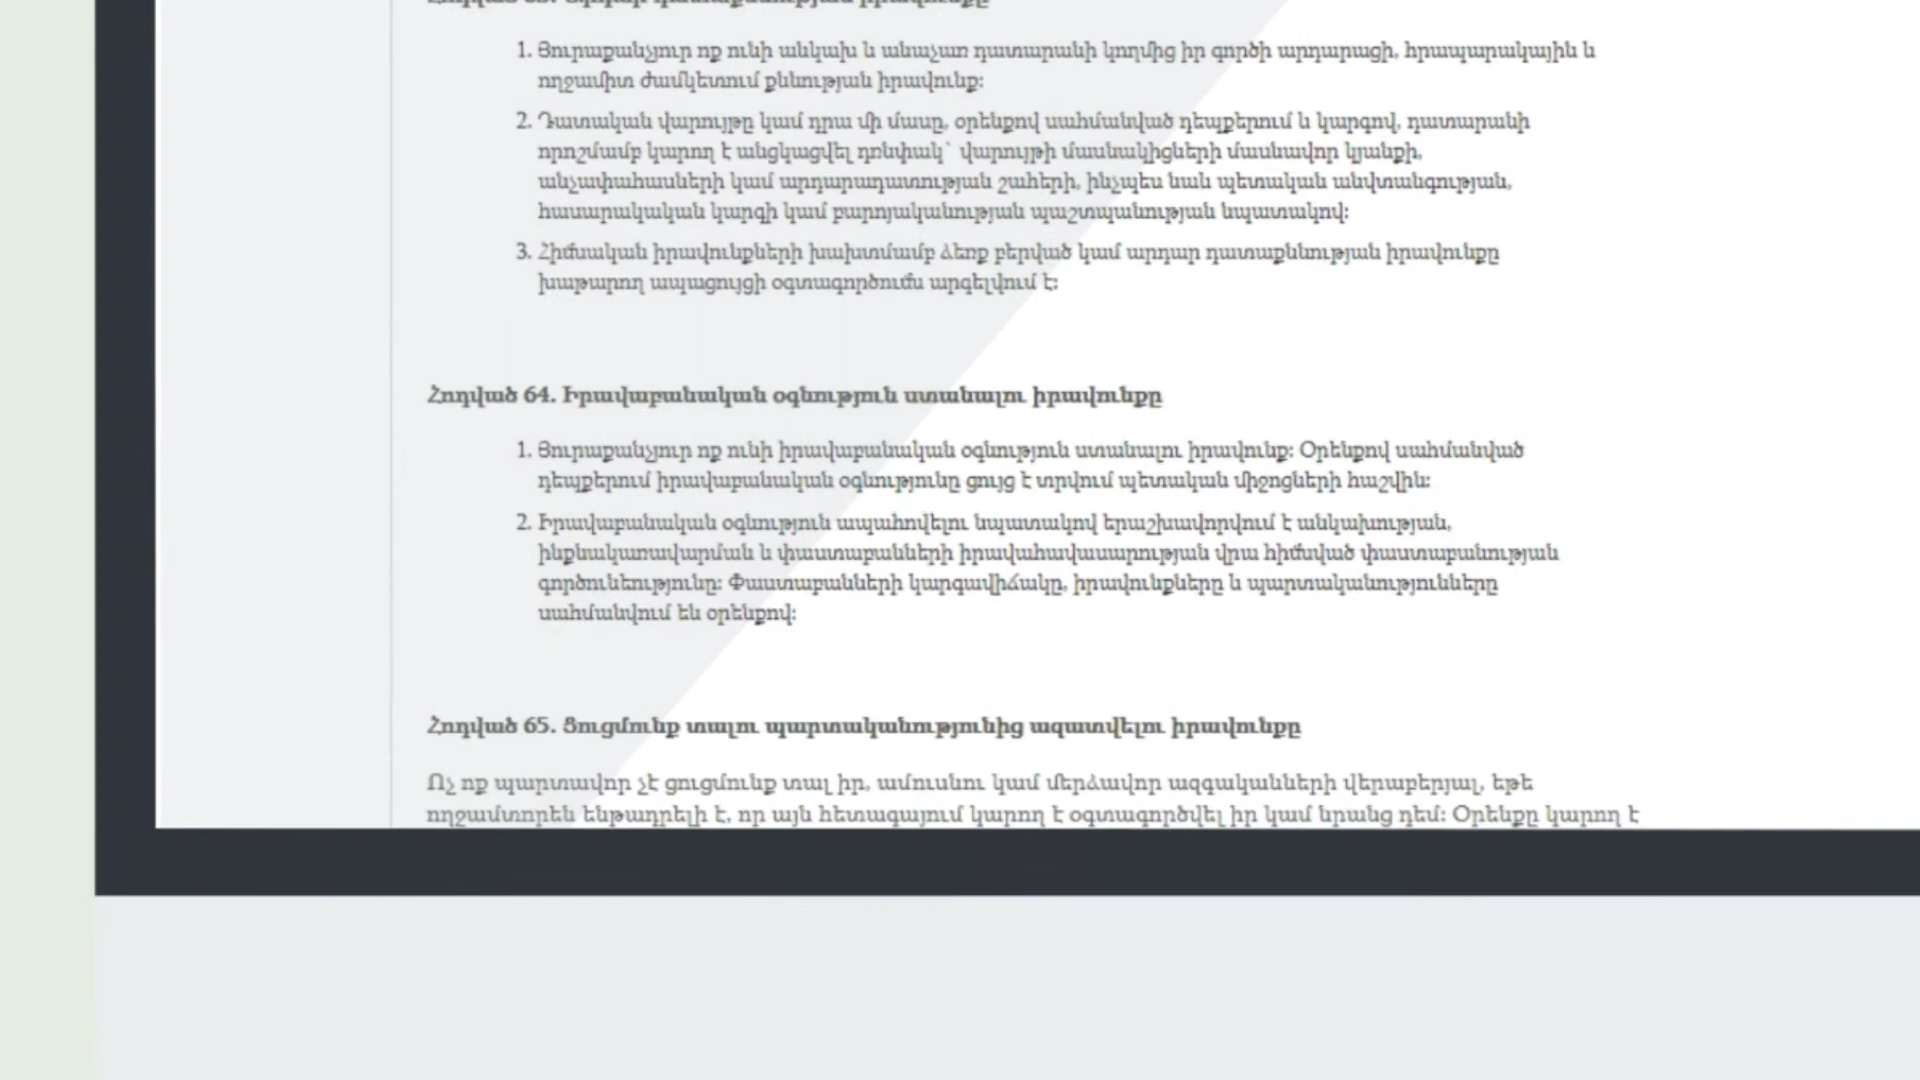 Հոդված 63. Արդար դատաքննության իրավունքը
1. Յուրաքանչյուր ոք ունի անկախ և անաչառ դատարանի կողմից իր գործի արդարացի, հրապարակային և
ողջամիտ ժամկետում քննության իրավունք:
2. Դատական վարույթը կամ դրա մի մասը, օրենքով սահմանված դեպքերում և կարգով, դատարանի
որոշմամբ կարող է անցկացվել դռնփակ` վարույթի մասնակիցների մասնավոր կյանքի,
անչափահասների կամ արդարադատության շահերի, ինչպես նաև պետական անվտանգության,
հասարակական կարգի կամ բարոյականության պաշտպանության նպատակով:
3. Հիմնական իրավունքների խախտմամբ ձեռք բերված կամ արդար դատաքննության իրավունքը
խաթարող ապացույցի օգտագործումն արգելվում է:
Հոդված 64. Իրավաբանական օգնություն ստանալու իրավունքը
1. Յուրաքանչյուր ոք ունի իրավաբանական օգնություն ստանալու իրավունք: Օրենքով սահմանված
դեպքերում իրավաբանական օգնությունը ցույց է տրվում պետական միջոցների հաշվին:
2. Իրավաբանական օգնություն ապահովելու նպատակով երաշխավորվում է անկախության,
ինքնակառավարման և փաստաբանների իրավահավասարության վրա հիմնված փաստաբանության
գործունեությունը: Փաստաբանների կարգավիճակը, իրավունքները և պարտականությունները
սահմանվում են օրենքով:
Հոդված 65. Ցուցմունք տալու պարտականությունից ազատվելու իրավունքը
Ոչ ոք պարտավոր չէ ցուցմունք տալ իր, ամուսնու կամ մերձավոր ազգականների վերաբերյալ, եթե
ողջամտորեն ենթադրելի է, որ այն հետագայում կարող է օգտագործվել իր կամ նրանց դեմ: Օրենքը կարող է